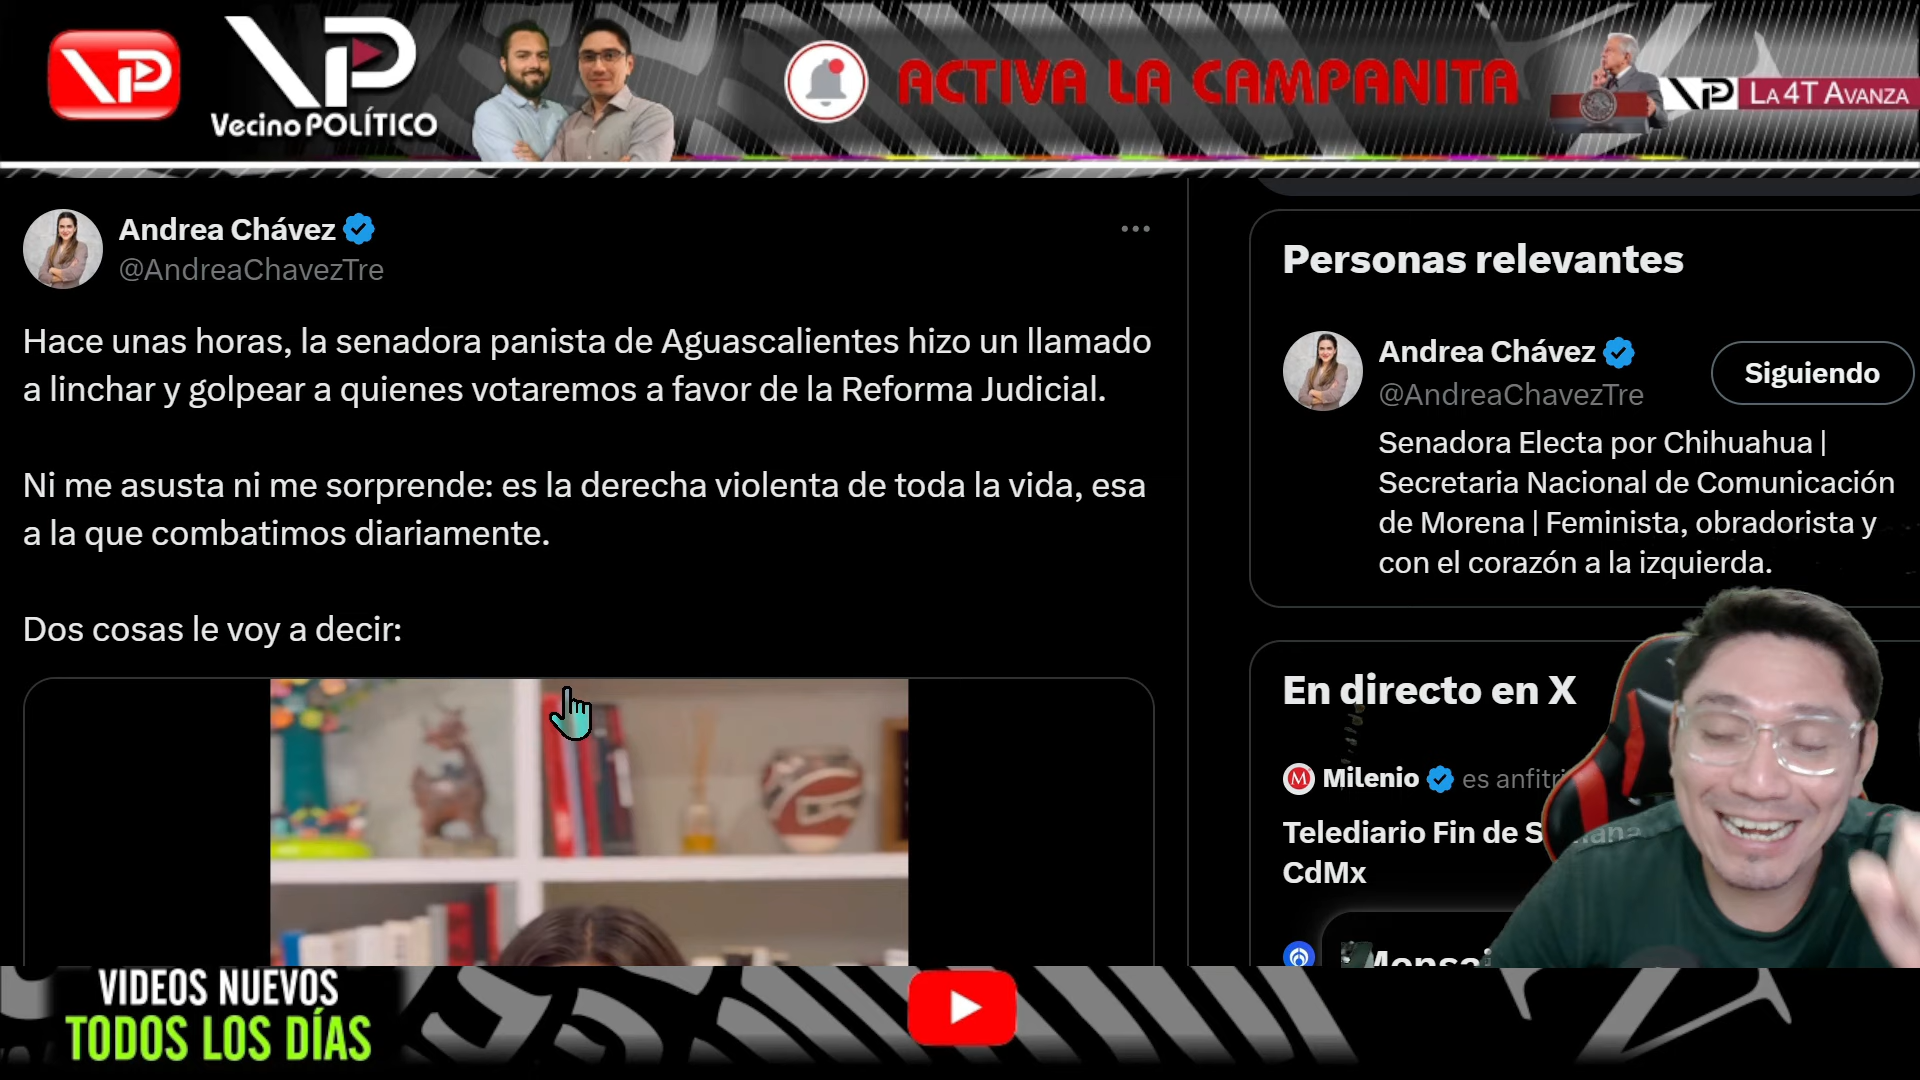 VP
VP
Vecino POLÍTICO
ACTIVA LA CAMPANITA
VP LA 4T AVANZA
Andrea Chávez
@AndreaChavezTre
Hace unas horas, la senadora panista de Aguascalientes hizo un llamado
a linchar y golpear a quienes votaremos a favor de la Reforma Judicial.
Ni me asusta ni me sorprende: es la derecha violenta de toda la vida, esa
a la que combatimos diariamente.
Dos cosas le voy a decir:
Personas relevantes
Andrea Chávez
@AndreaChavezTre
Siguiendo
Senadora Electa por Chihuahua |
Secretaria Nacional de Comunicación
de Morena | Feminista, obradorista y
con el corazón a la izquierda.
En directo en X
M Milenio es anfitri
Telediario Fin de Semana
CdMx
VIDEOS NUEVOS
TODOS LOS DÍAS